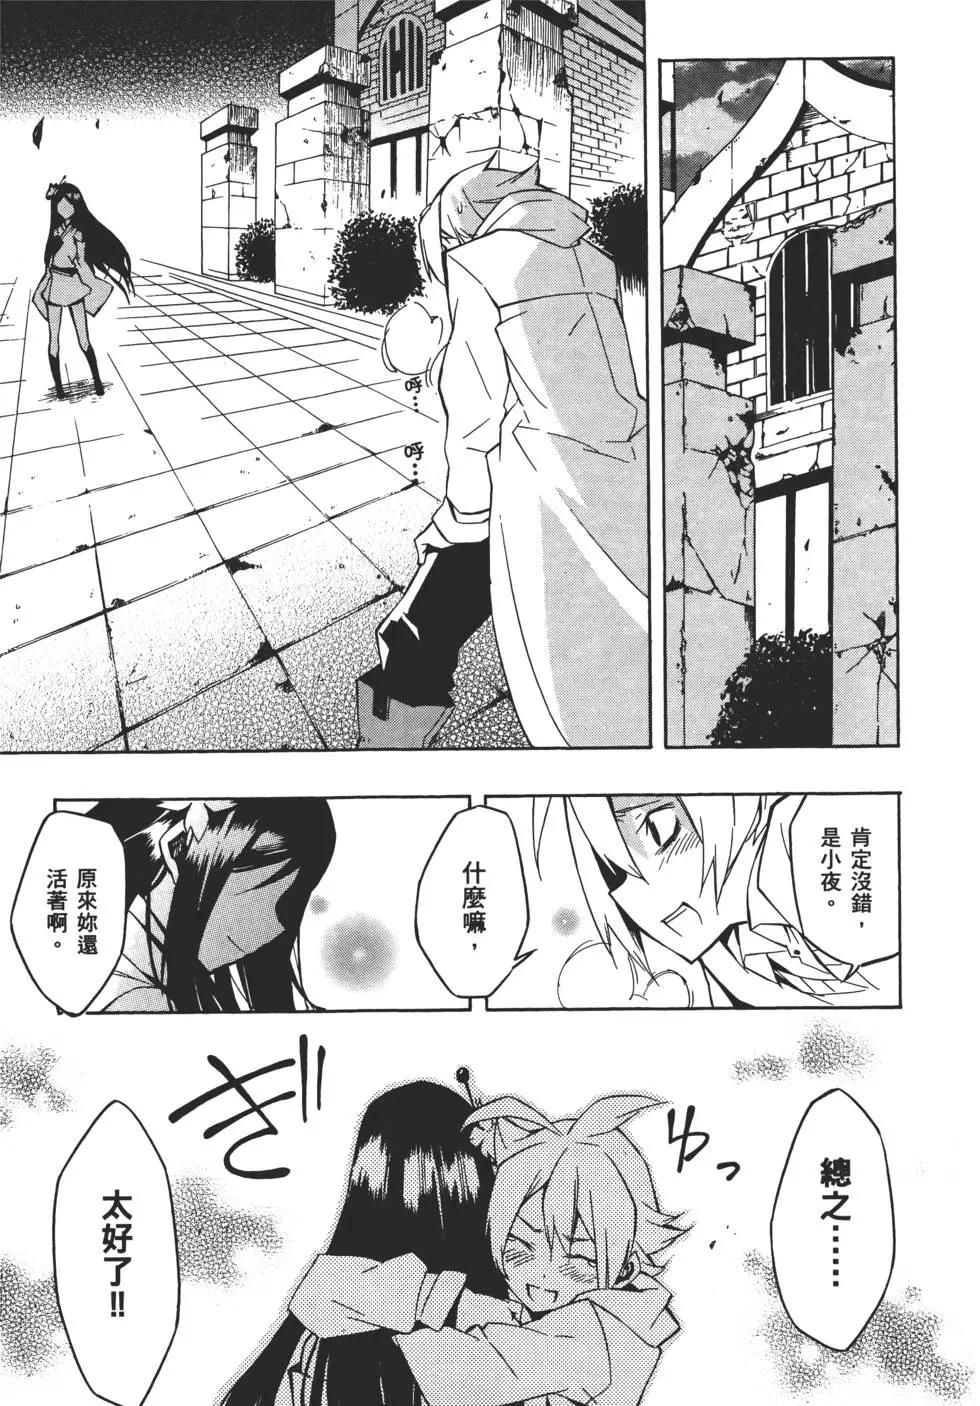 呼…
呼…
肯定沒錯，
是小夜。
什麼嘛，
原來妳還
活著啊。
ぎ
ゅっ
總之……
太好了!!